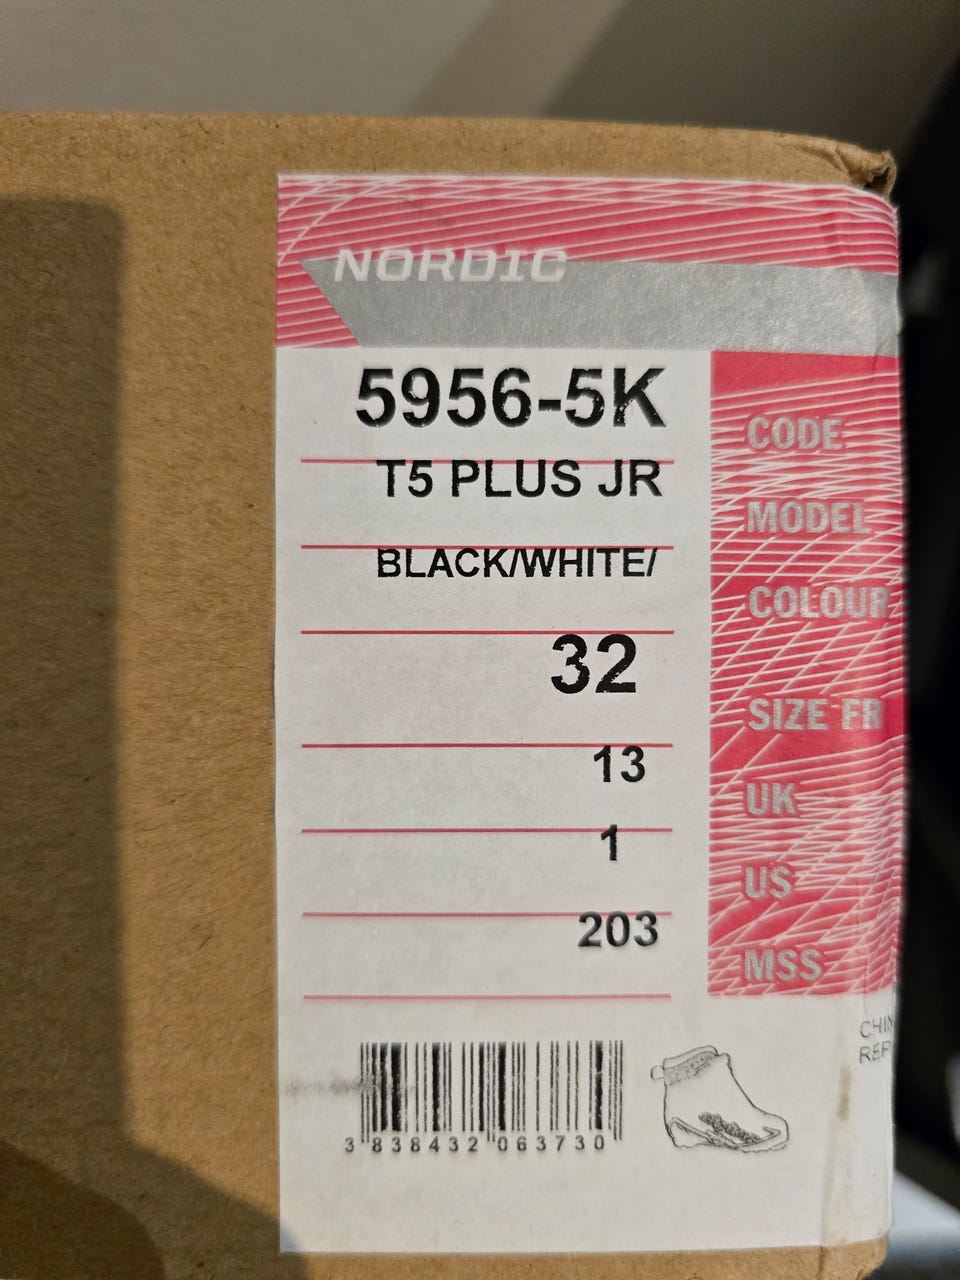 NORDIC
5956-5K
CODE
T5 PLUS JR
MODEL
BLACK/WHITE/
COLOUR
32
SIZE FR
13
UK
1
US
203
MSS
3 838432 063730